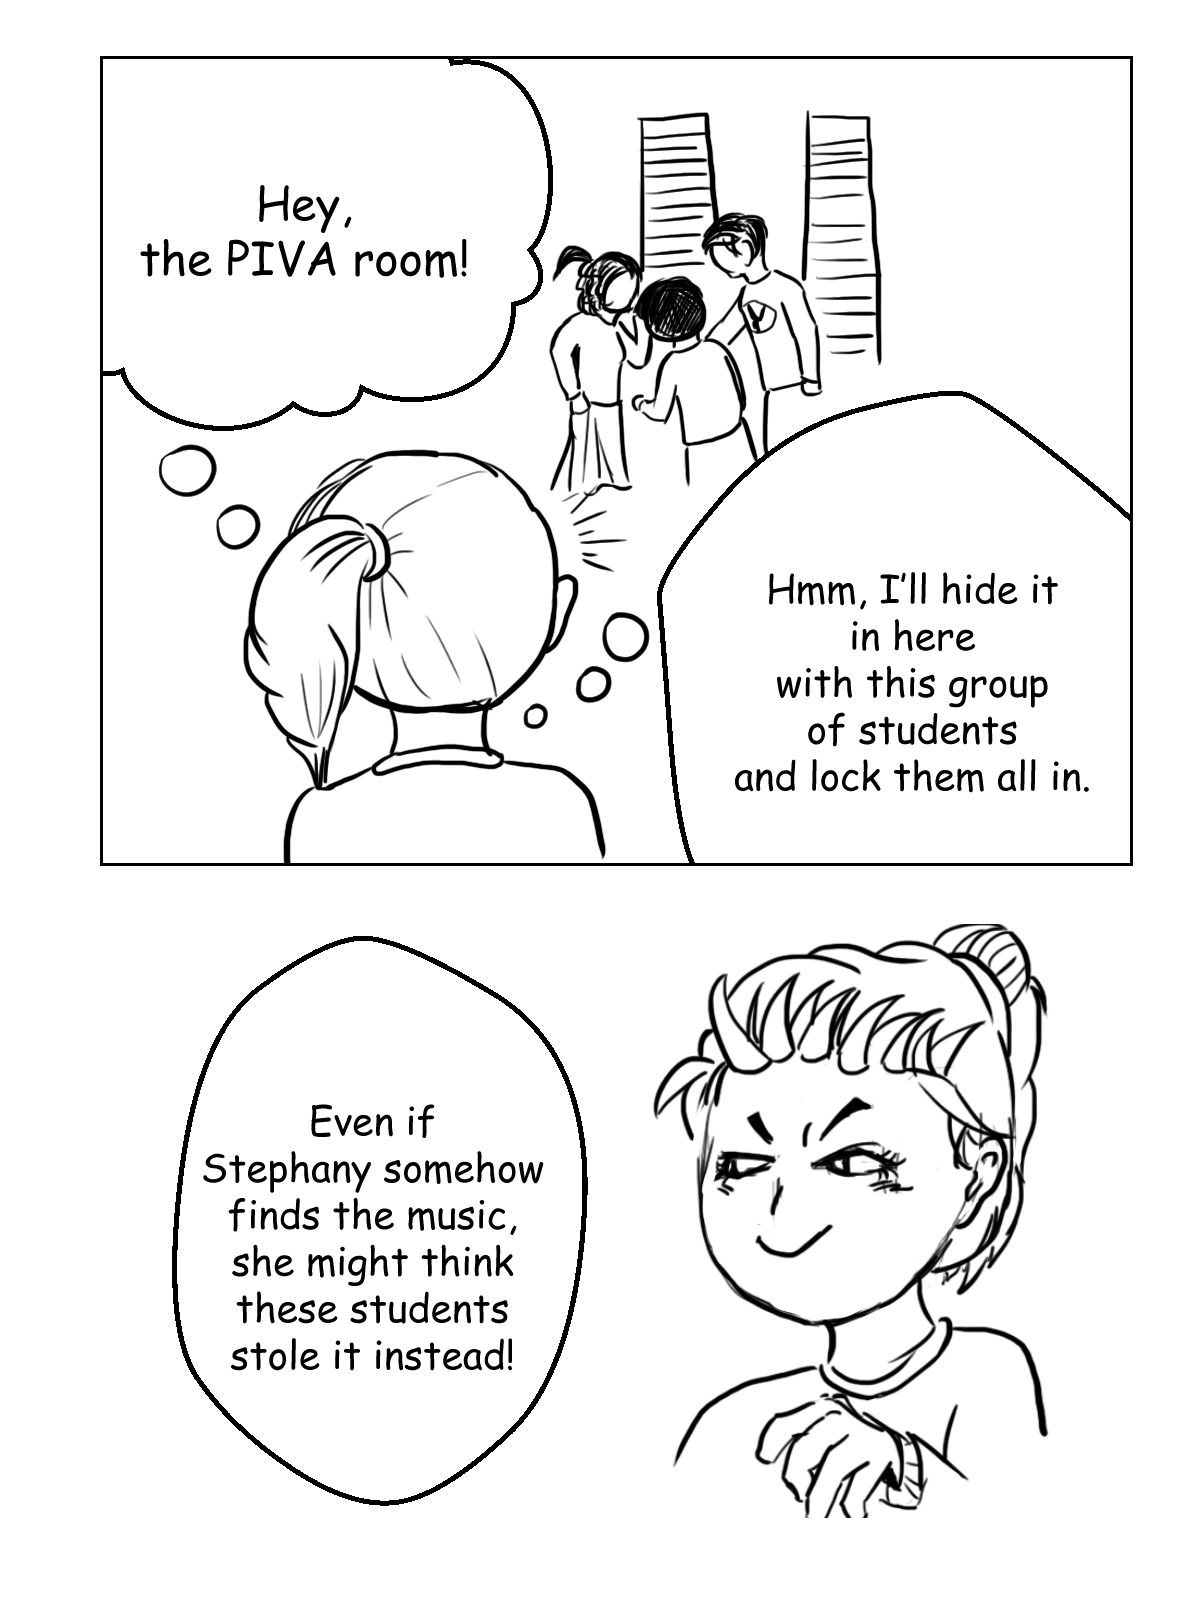 Hey,
the PIVA room!
Hmm, I'll hide it
in here
with this group
of students
and lock them all in.
Even if
Stephany somehow
finds the music,
she might think
these students
stole it instead!